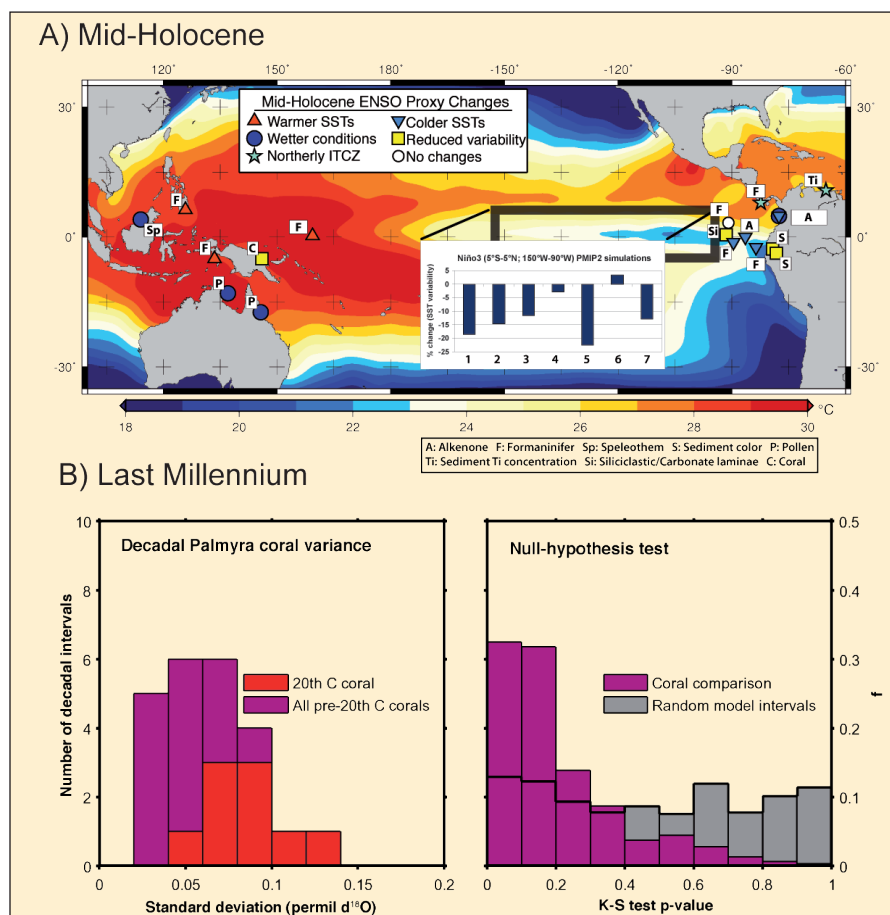 A) Mid-Holocene
120° 150° 180° -150° -120° -90° -60°
30° 30°
0° 0°
-30° -30°
Mid-Holocene ENSO Proxy Changes
Warmer SSTs Colder SSTs
Wetter conditions Reduced variability
Northerly ITCZ No changes
F
Sp
F
C
F
P
P
F
Si
F
A
F
S
S
A
F
Ti
Niño3 (5°S-5°N; 150°W-90°W) PMIP2 simulations
% change (SST variability)
5
0
-5
-10
-15
-20
-25
1 2 3 4 5 6 7
18 20 22 24 26 28 30 °C
A: Alkenone F: Formaninifer Sp: Speleothem S: Sediment color P: Pollen
Ti: Sediment Ti concentration Si: Siliciclastic/Carbonate laminae C: Coral
B) Last Millennium
Decadal Palmyra coral variance
20th C coral
All pre-20th C corals
Number of decadal intervals
10
8
6
4
2
0
0 0.05 0.1 0.15 0.2
Standard deviation (permil d¹⁸O)
Null-hypothesis test
Coral comparison
Random model intervals
0.5
0.4
0.3
0.2
0.1
0
f
0 0.2 0.4 0.6 0.8 1
K-S test p-value